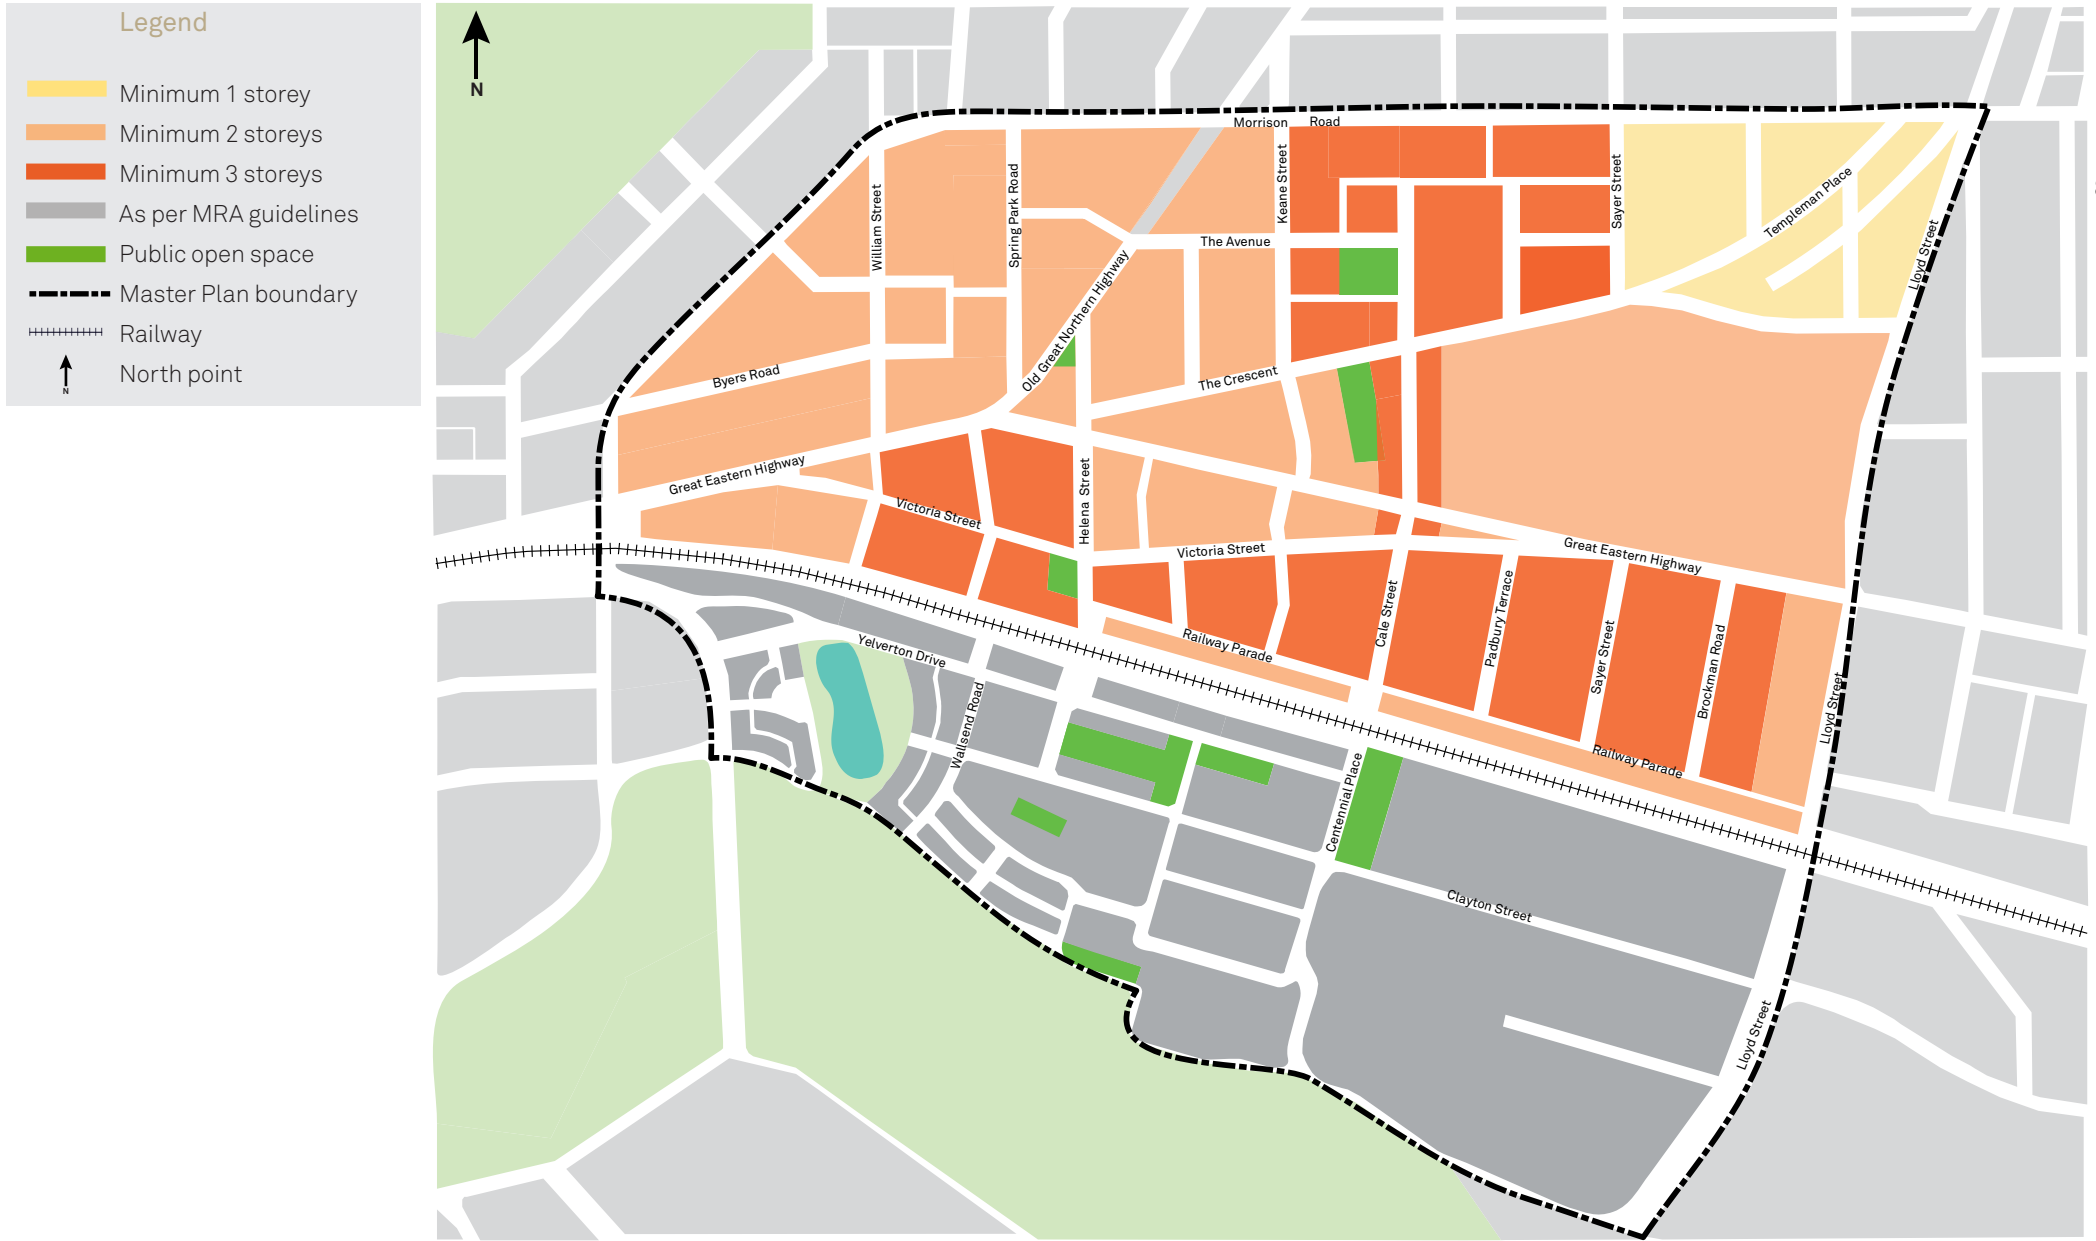 Legend
Minimum 1 storey
Minimum 2 storeys
Minimum 3 storeys
As per MRA guidelines
Public open space
Master Plan boundary
Railway
N
North point
N
Morrison Road
William Street
Spring Park Road
Keane Street
Sayer Street
Templeman Place
Lloyd Street
The Avenue
Old Great Northern Highway
Byers Road
The Crescent
Great Eastern Highway
Victoria Street
Helena Street
Victoria Street
Great Eastern Highway
Cale Street
Padbury Terrace
Sayer Street
Brockman Road
Lloyd Street
Railway Parade
Yelverton Drive
Wallsend Road
Railway Parade
Centennial Place
Clayton Street
Lloyd Street